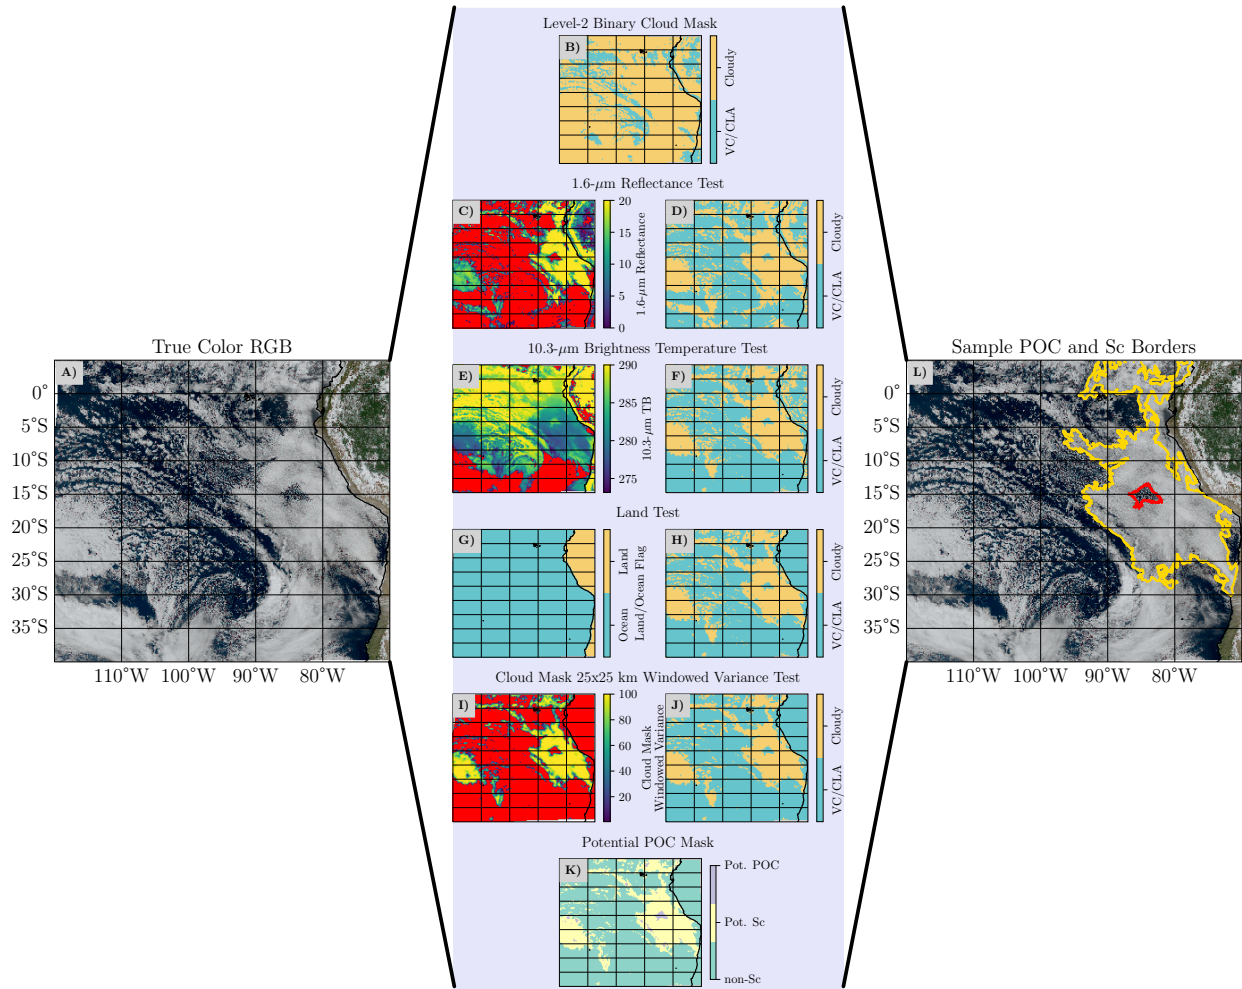 Level-2 Binary Cloud Mask
B)
Cloudy
VC/CLA
1.6-μm Reflectance Test
C)
20
15
10
5
0
1.6-μm Reflectance
D)
Cloudy
VC/CLA
True Color RGB
A)
0°
5°S
10°S
15°S
20°S
25°S
30°S
35°S
110°W
100°W
90°W
80°W
10.3-μm Brightness Temperature Test
E)
290
285
280
275
10.3-μm TB
F)
Cloudy
VC/CLA
Land Test
G)
Land
Ocean
Land/Ocean Flag
H)
Cloudy
VC/CLA
Cloud Mask 25x25 km Windowed Variance Test
I)
100
80
60
40
20
Cloud Mask
Windowed Variance
J)
Cloudy
VC/CLA
Potential POC Mask
K)
Pot. POC
Pot. Sc
non-Sc
Sample POC and Sc Borders
L)
0°
5°S
10°S
15°S
20°S
25°S
30°S
35°S
110°W
100°W
90°W
80°W